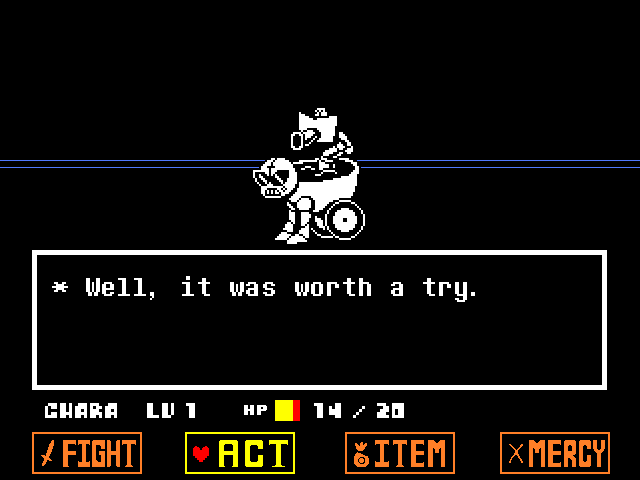 * Well, it was worth a try.
CHARA LV 1 HP 14 / 20
FIGHT ACT ITEM MERCY